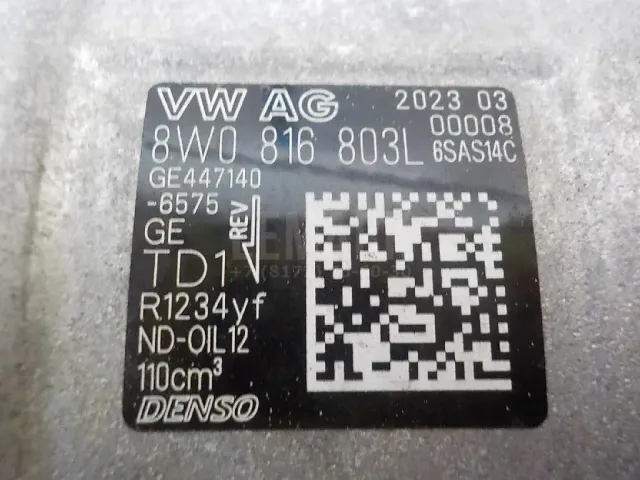 VW AG 2023 03
00008
8W0 816 803L 6SAS14C
GE447140
-6575
REV
GE
TD1
R1234yf
ND-OIL12
110cm³
DENSO